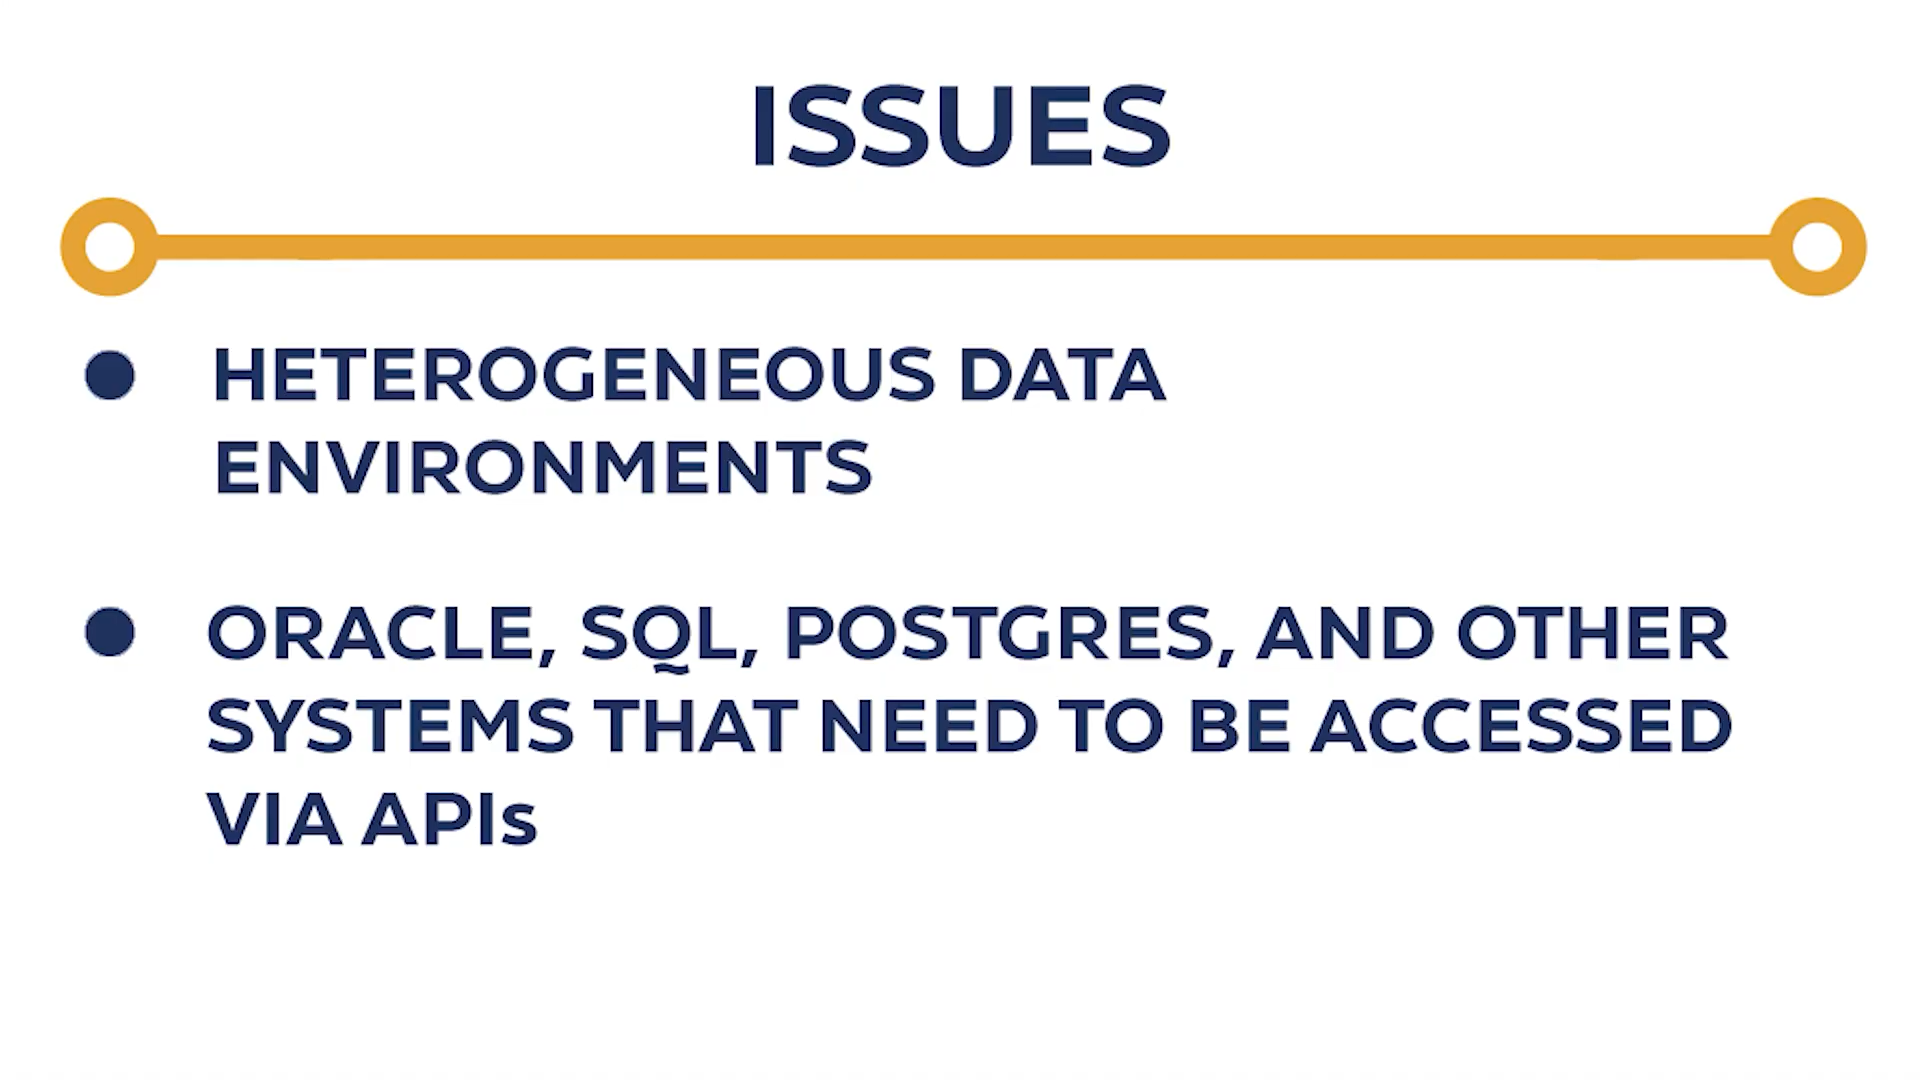 ISSUES
HETEROGENEOUS DATA
ENVIRONMENTS
ORACLE, SQL, POSTGRES, AND OTHER
SYSTEMS THAT NEED TO BE ACCESSED
VIA APIs